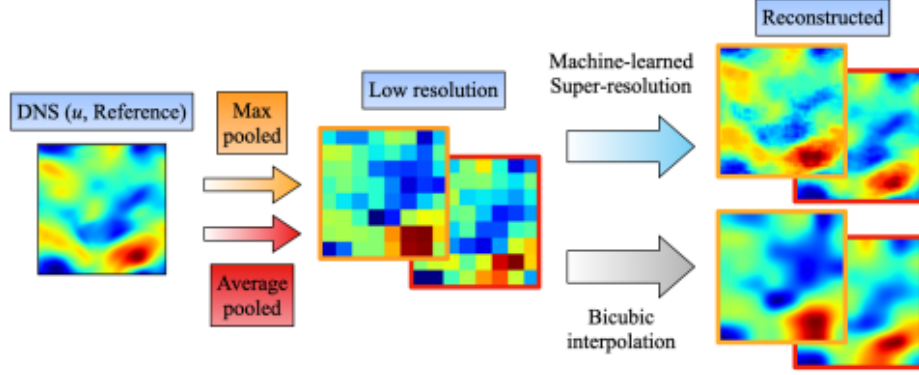 Reconstructed
Machine-learned
Super-resolution
Low resolution
DNS (u, Reference)
Max
pooled
Average
pooled
Bicubic
interpolation